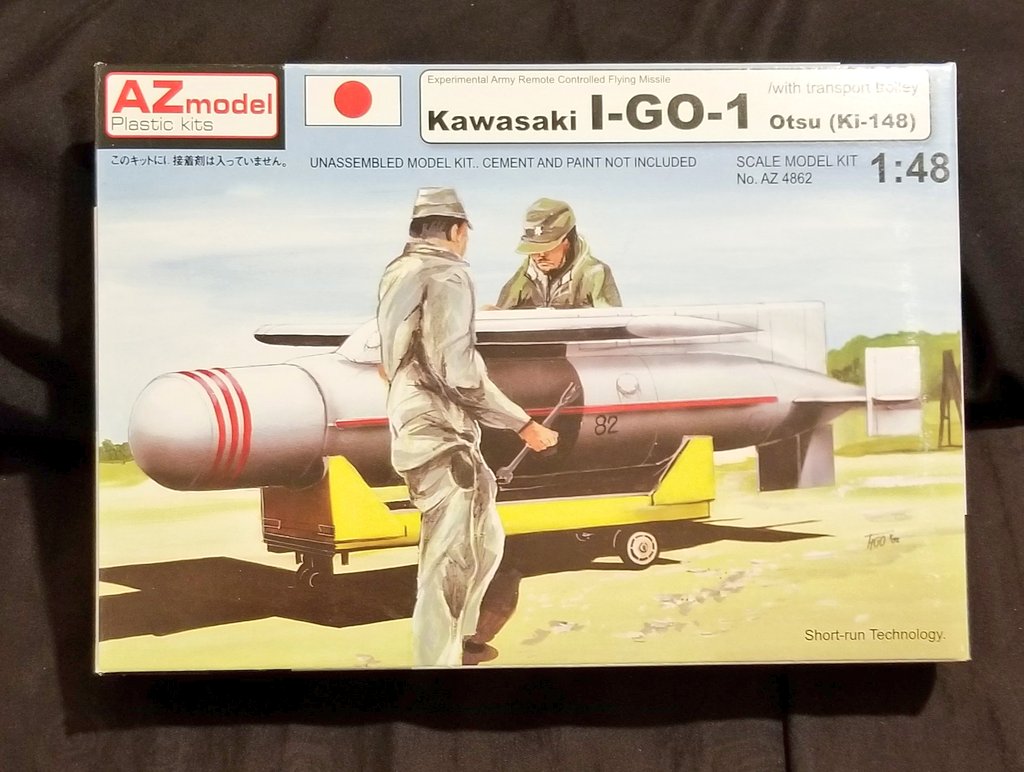 AZmodel
Plastic kits
Experimental Army Remote Controlled Flying Missile
/with transport trolley
Kawasaki I-GO-1 Otsu (Ki-148)
このキットに、接着剤は入っていません。
UNASSEMBLED MODEL KIT.. CEMENT AND PAINT NOT INCLUDED
SCALE MODEL KIT 1:48
No. AZ 4862
82
Short-run Technology.